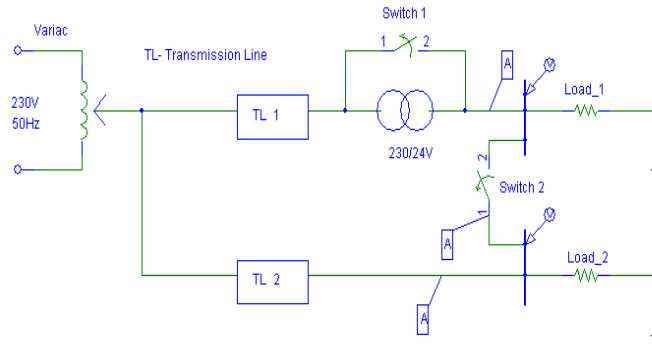 Switch 1
Variac
1 2
TL- Transmission Line
A
V
Load_1
230V
50Hz
TL 1
230/24V
2
Switch 2
1
A
V
Load_2
TL 2
A